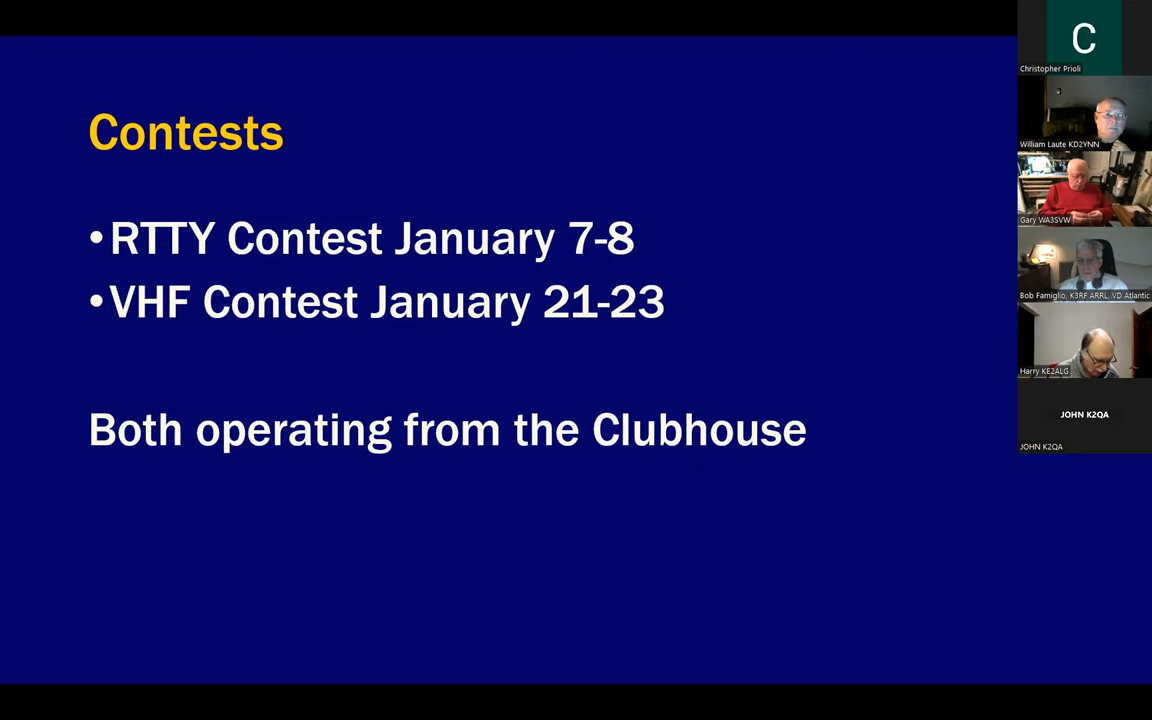 Contests
•RTTY Contest January 7-8
•VHF Contest January 21-23
Both operating from the Clubhouse
C
Christopher Prioli
William Laute KD2YNN
Gary WA3SVW
Bob Famiglio, K3RF ARRL, VD Atlantic
Harry KE2ALG
JOHN K2QA
JOHN K2QA